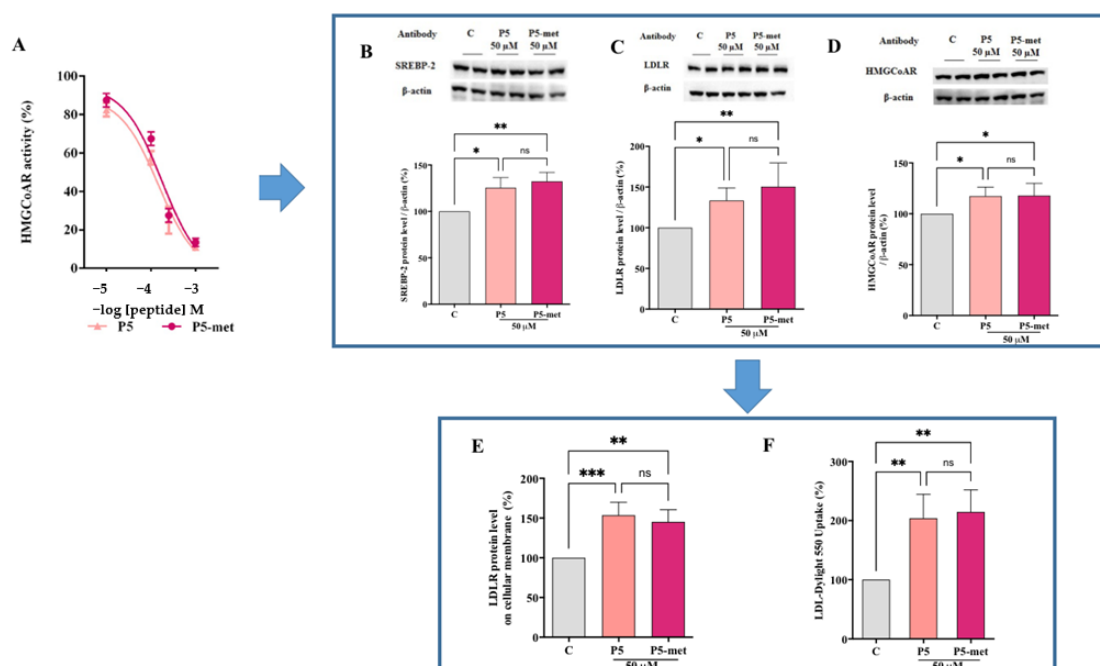 A
HMGCoAR activity (%)
100
80
60
40
20
0
−5 −4 −3
−log [peptide] M
P5 P5-met
B
Antibody C P5 P5-met
50 µM 50 µM
SREBP-2
β-actin
**
* ns
SREBP-2 protein level / β-actin (%)
200
150
100
50
0
C P5 P5-met
50 µM
C
Antibody C P5 P5-met
50 µM 50 µM
LDLR
β-actin
**
* ns
LDLR protein level / β-actin (%)
200
150
100
50
0
C P5 P5-met
50 µM
D
Antibody C P5 P5-met
50 µM 50 µM
HMGCoAR
β-actin
*
* ns
HMGCoAR protein level
/ β-actin (%)
150
100
50
0
C P5 P5-met
50 µM
E
**
*** ns
LDLR protein level
on cellular membrane (%)
200
150
100
50
0
C P5 P5-met
50 µM
F
**
** ns
LDL-Dylight 550 Uptake (%)
300
200
100
0
C P5 P5-met
50 µM